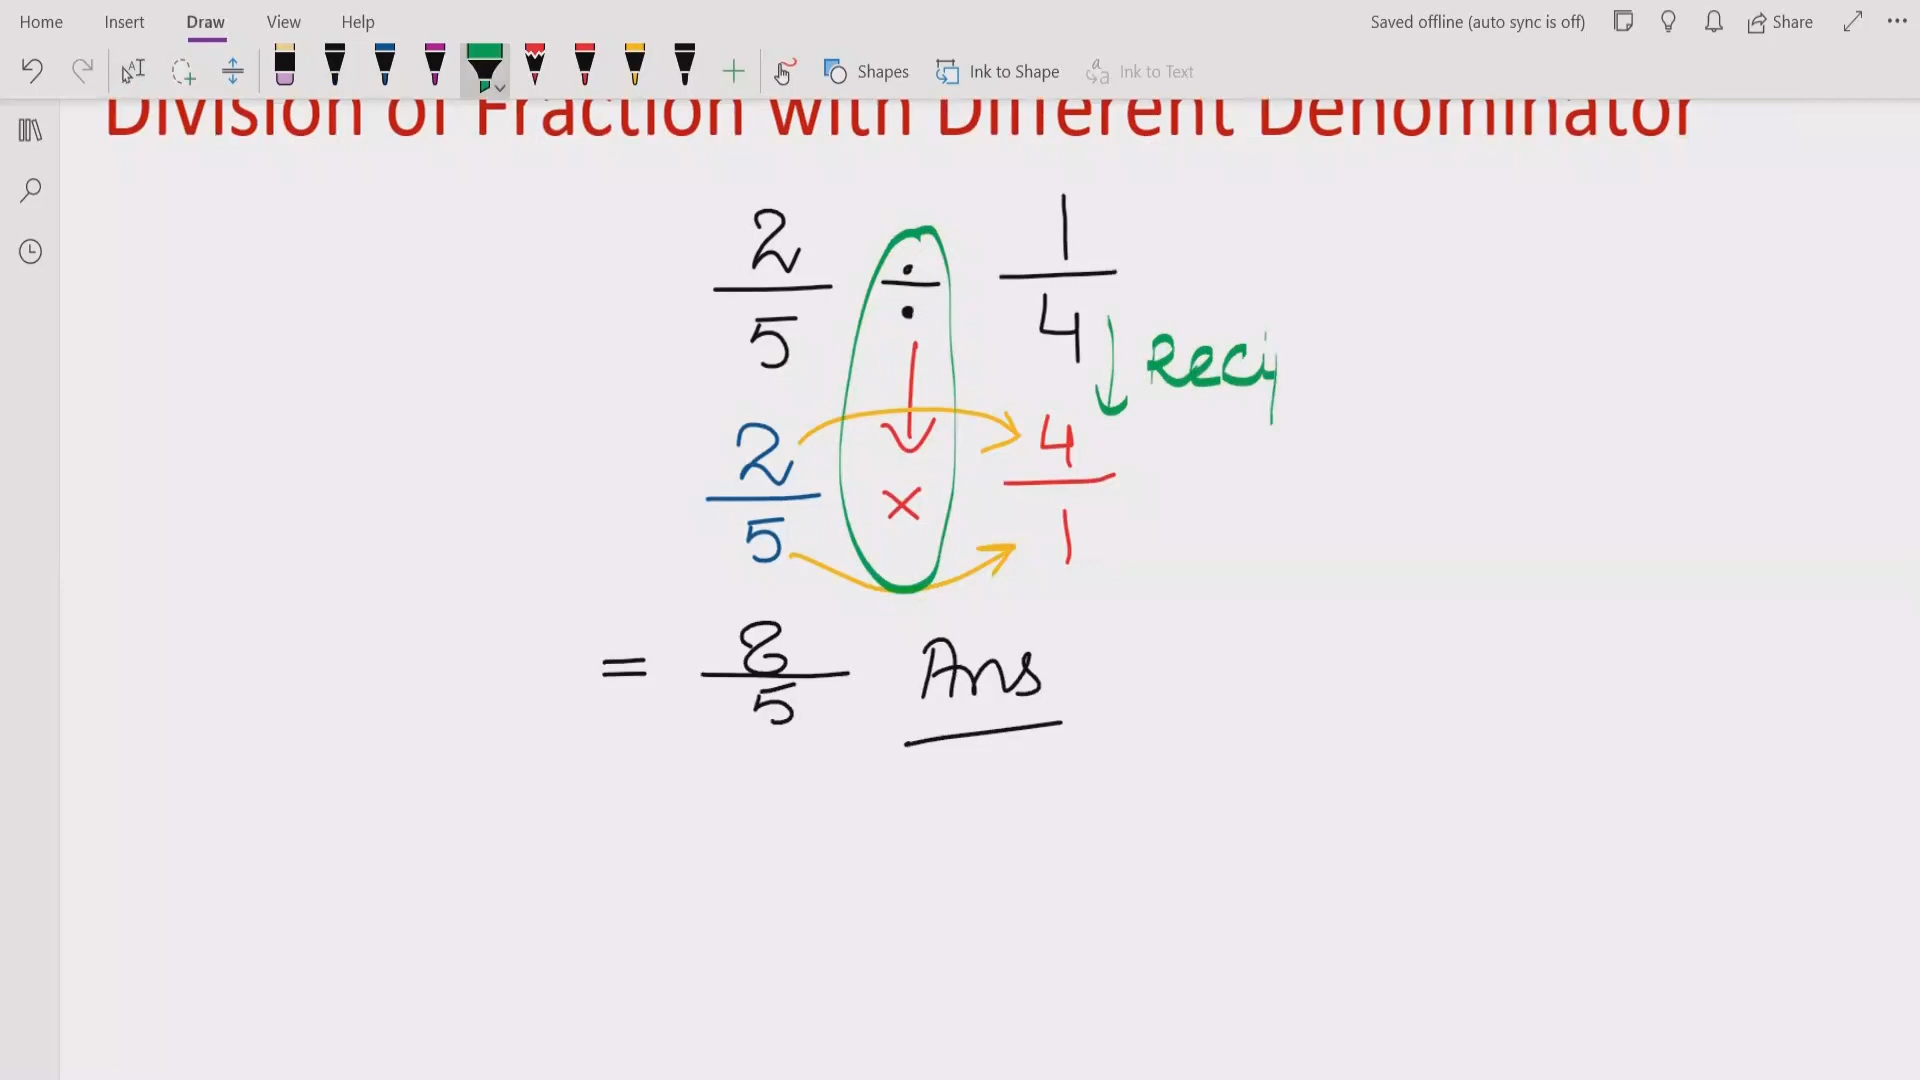 Home Insert Draw View Help Saved offline (auto sync is off) Share
Shapes Ink to Shape Ink to Text
Division of Fraction with Different Denominator
2/5 ÷ 1/4
Recip
2/5 × 4/1
= 8/5 Ans